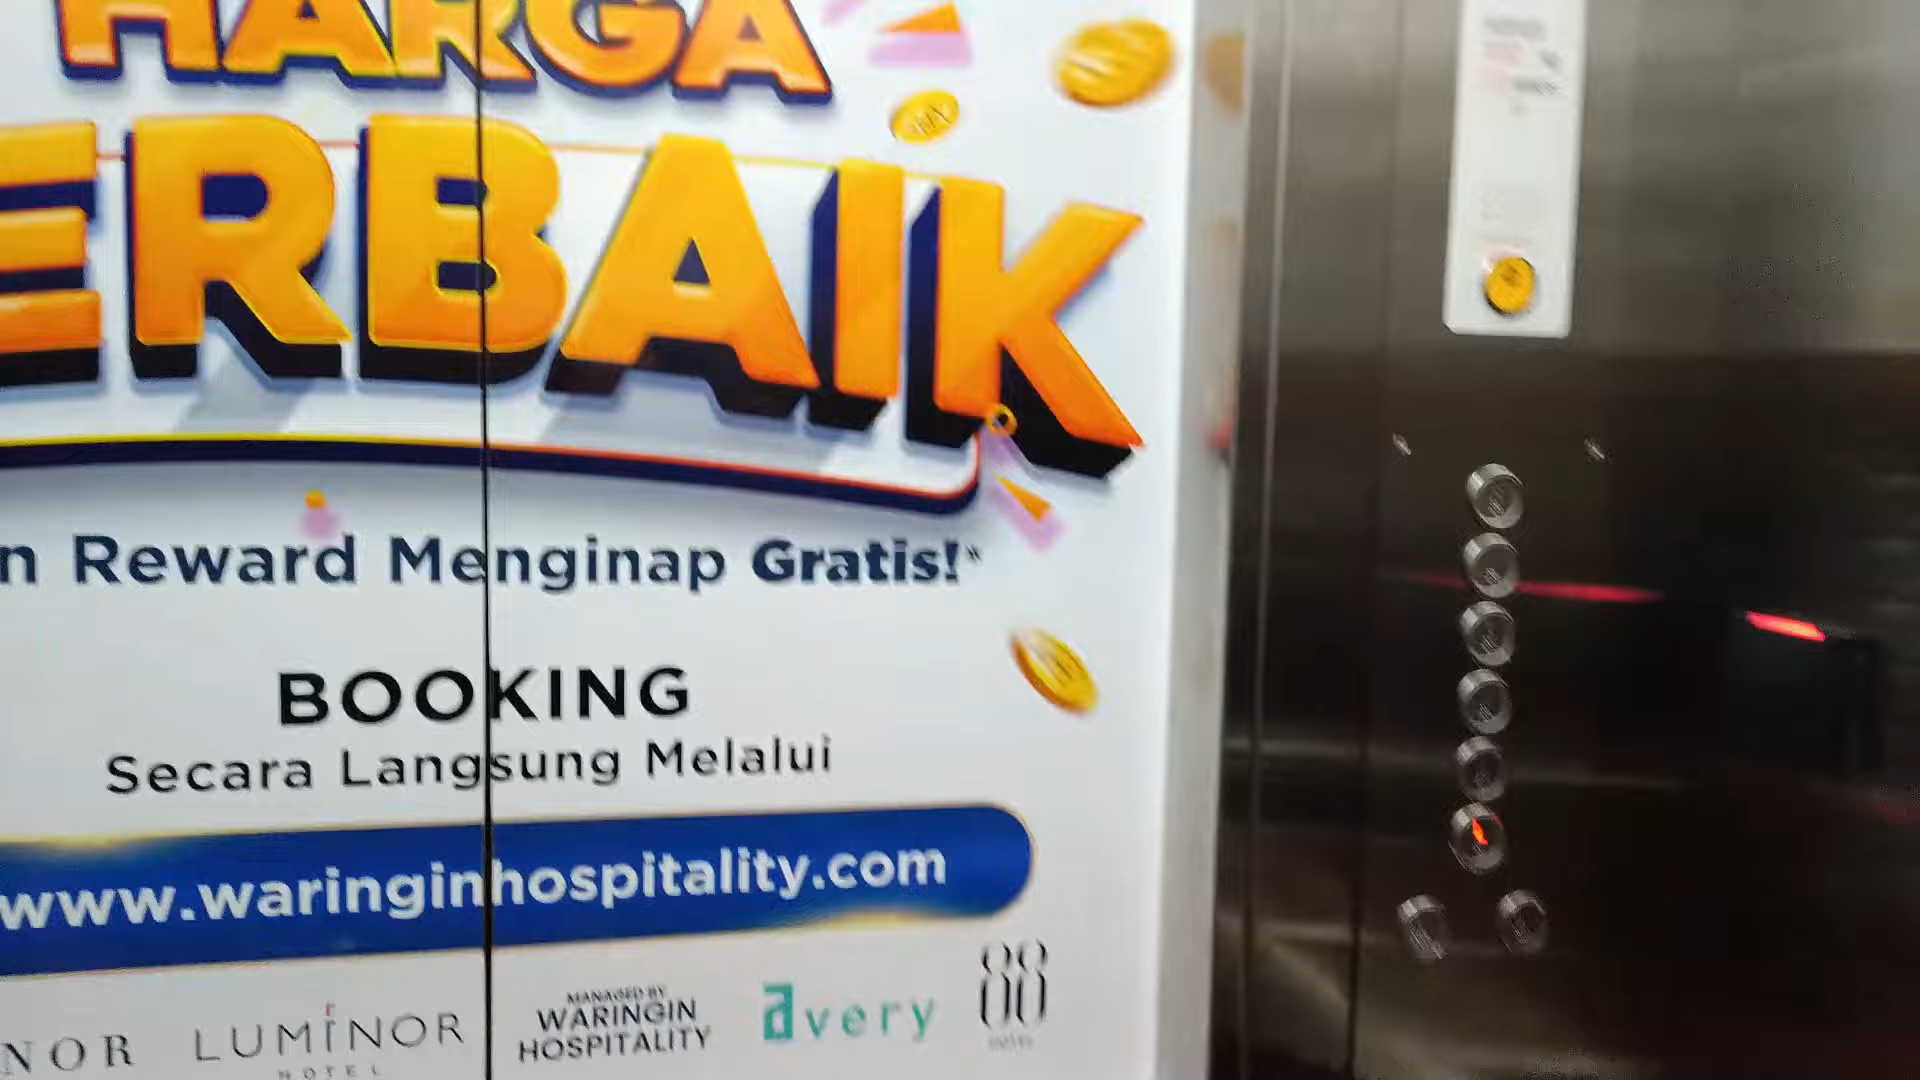 HARGA
ERBAIK
n Reward Menginap Gratis!*
BOOKING
Secara Langsung Melalui
www.waringinhospitality.com
NOR
LUMINOR
HOTEL
MANAGED BY
WARINGIN
HOSPITALITY
avery
88
HOTEL